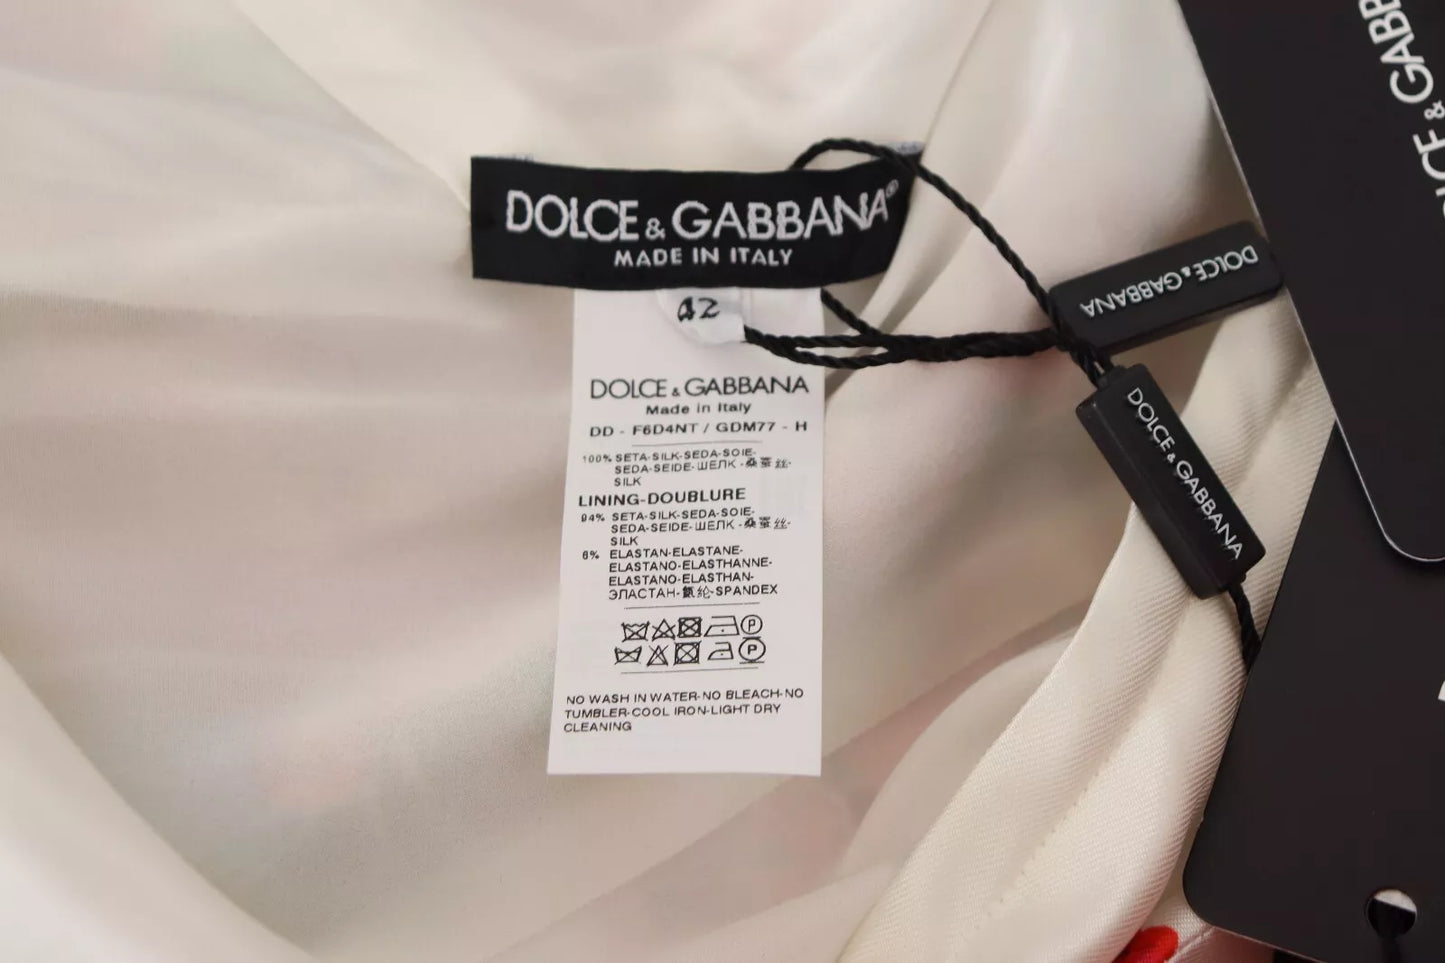 DOLCE & GABBANA®
MADE IN ITALY
42
DOLCE & GABBANA
Made in Italy
DD - F6D4NT / GDM77 - H
100% SETA-SILK-SEDA-SOIE-
SEDA-SEIDE-ШЕЛК-桑蚕丝-
SILK
LINING-DOUBLURE
94% SETA-SILK-SEDA-SOIE-
SEDA-SEIDE-ШЕЛК-桑蚕丝-
SILK
6% ELASTAN-ELASTANE-
ELASTANO-ELASTHANNE-
ELASTANO-ELASTHAN-
ЭЛАСТАН-氨纶-SPANDEX
P
P
NO WASH IN WATER-NO BLEACH-NO
TUMBLER-COOL IRON-LIGHT DRY
CLEANING
DOLCE & GABBANA
DOLCE & GABBANA
CE & GABB